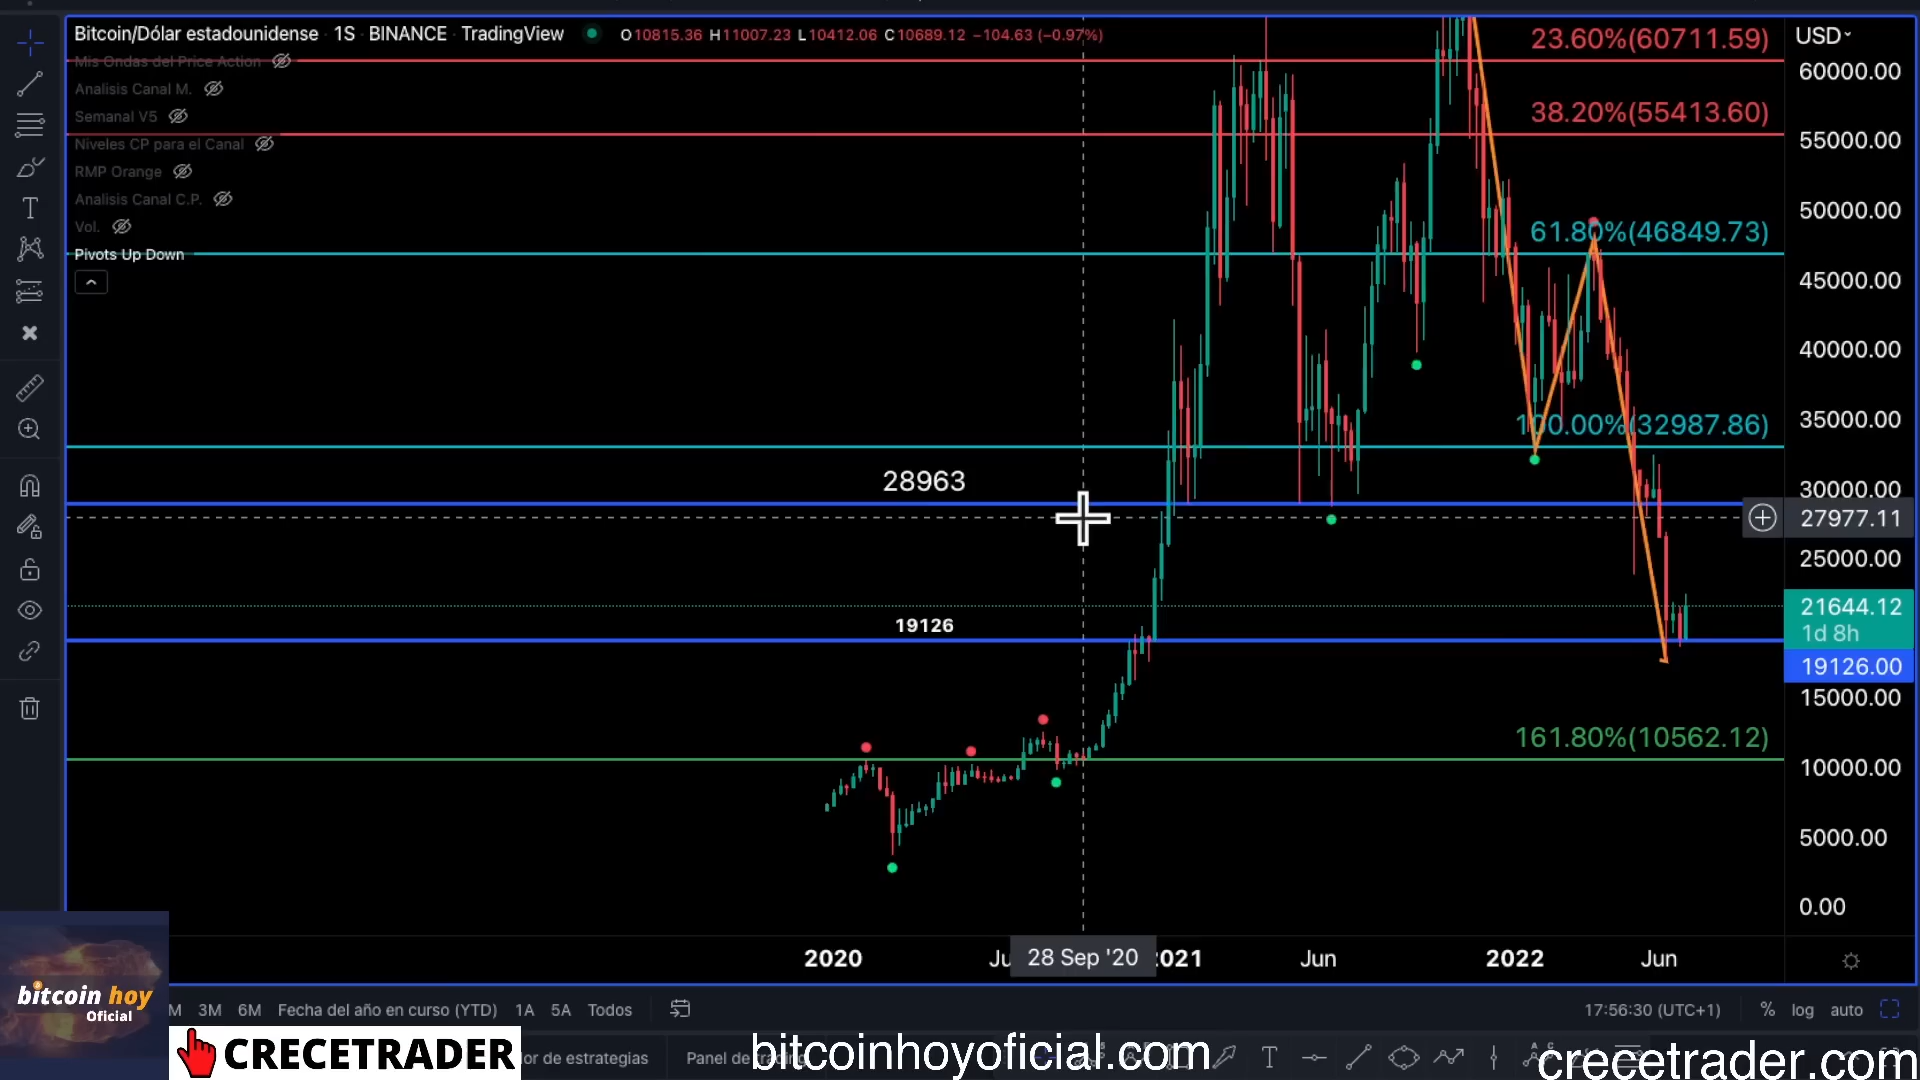 Bitcoin/Dólar estadounidense · 1S · BINANCE · TradingView O10815.36 H11007.23 L10412.06 C10689.12 −104.63 (−0.97%)
Mis Ondas del Price Action
Analisis Canal M.
Semanal V5
Niveles CP para el Canal
RMP Orange
Analisis Canal C.P.
Vol.
Pivots Up Down
23.60%(60711.59)
38.20%(55413.60)
61.80%(46849.73)
100.00%(32987.86)
28963
19126
161.80%(10562.12)
USD
60000.00
55000.00
50000.00
45000.00
40000.00
35000.00
30000.00
27977.11
25000.00
21644.12
1d 8h
19126.00
15000.00
10000.00
5000.00
0.00
2020 28 Sep '20 2021 Jun 2022 Jun
bitcoin hoy
Oficial
3M 6M Fecha del año en curso (YTD) 1A 5A Todos 17:56:30 (UTC+1) % log auto
CRECETRADER
de estrategias Panel de
bitcoinhoyoficial.com
crecetrader.com